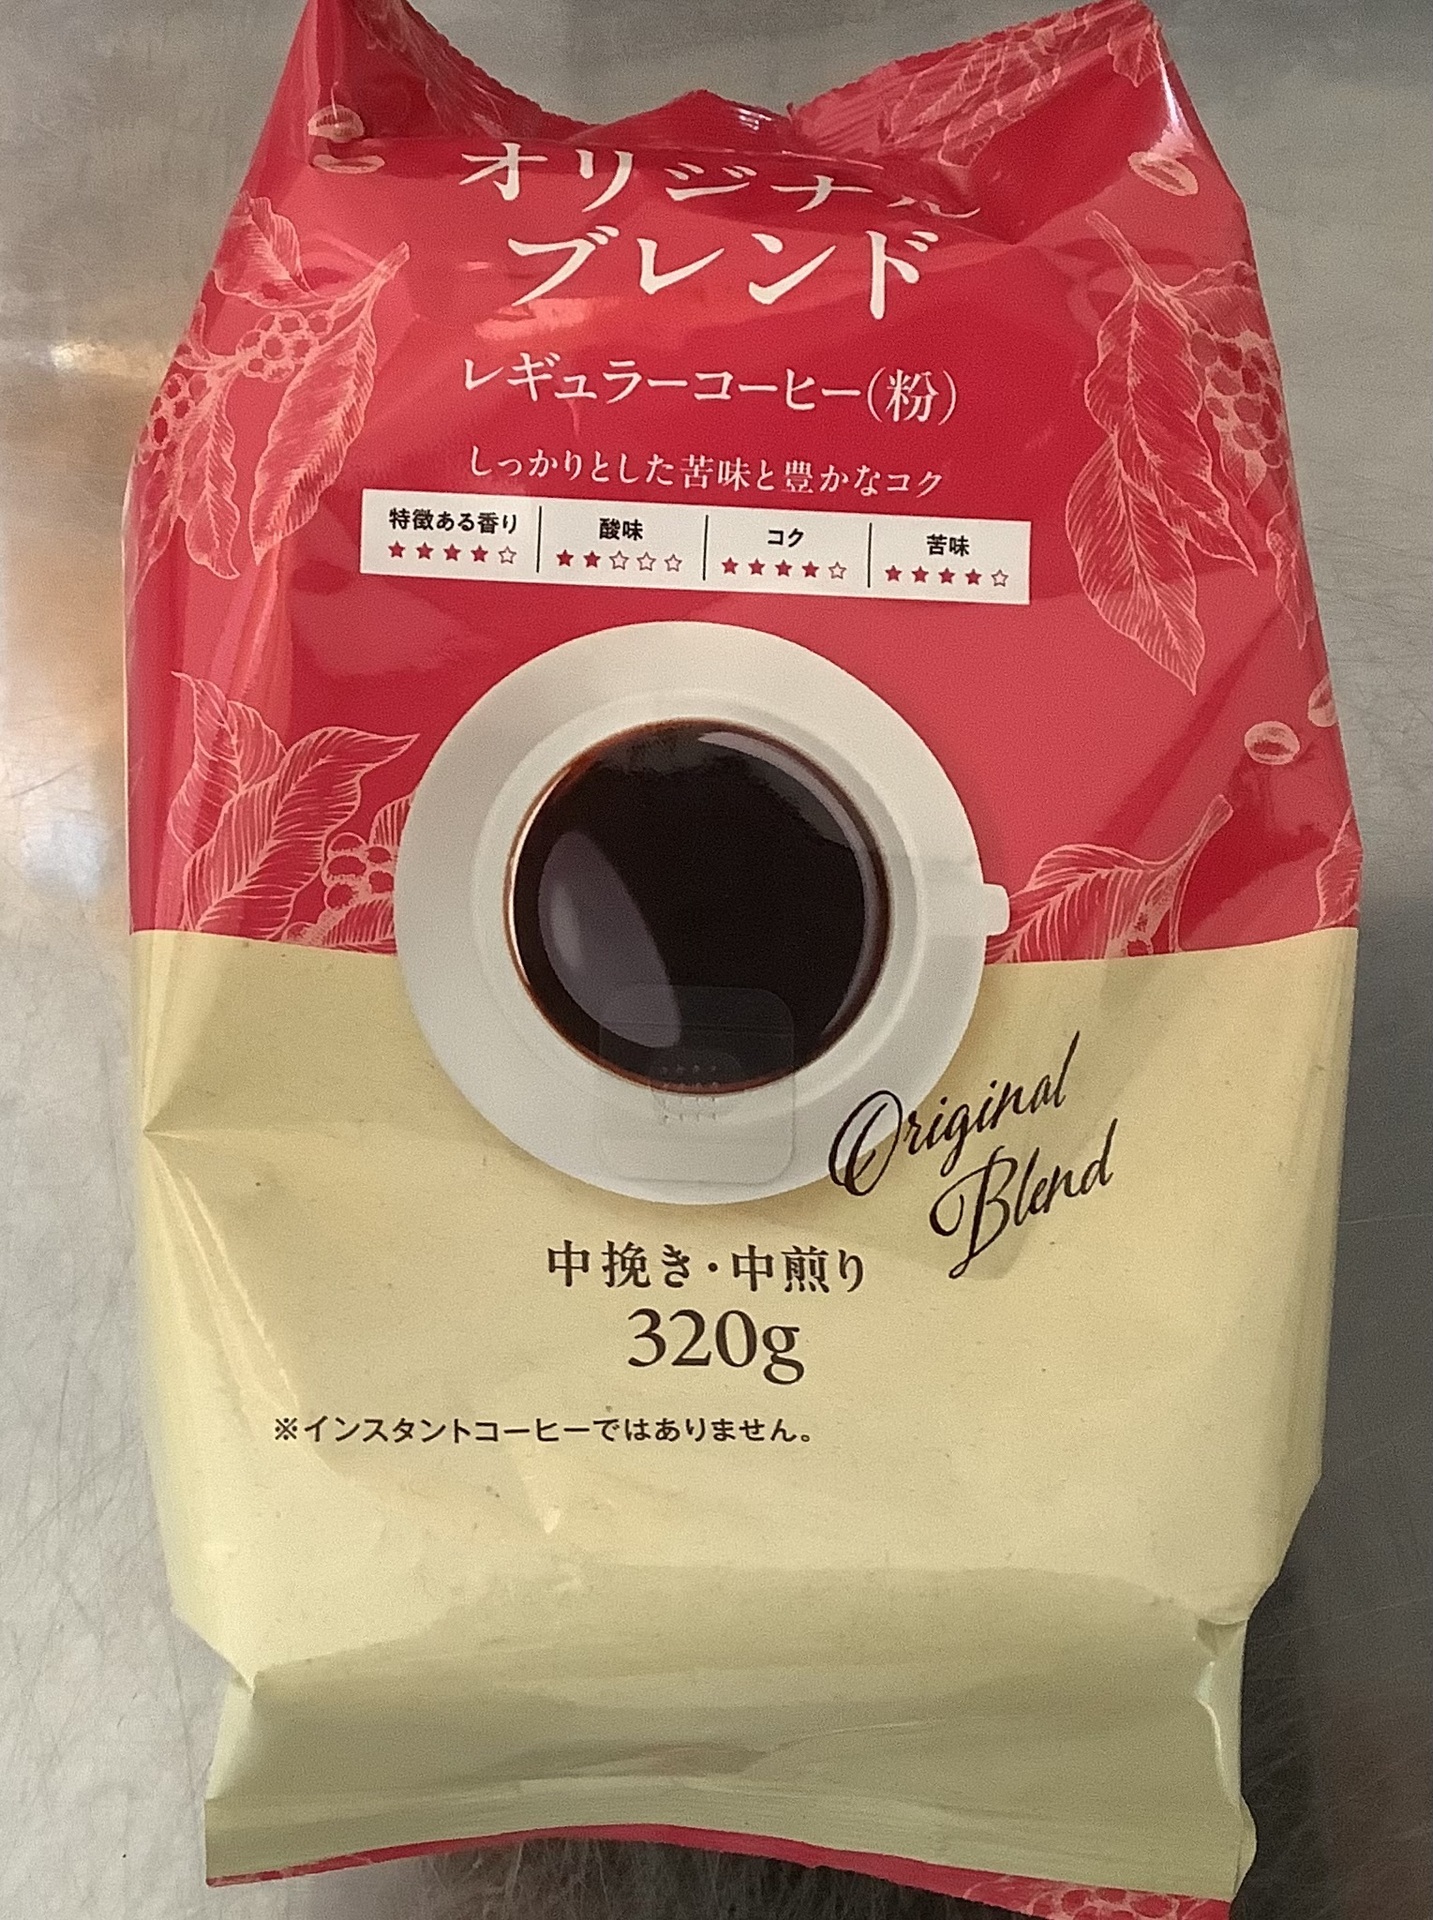 オリジナル
ブレンド
レギュラーコーヒー(粉)
しっかりとした苦味と豊かなコク
特徴ある香り 酸味 コク 苦味
★★★★☆ ★★☆☆☆ ★★★★☆ ★★★★☆
Original
Blend
中挽き・中煎り
320g
※インスタントコーヒーではありません。